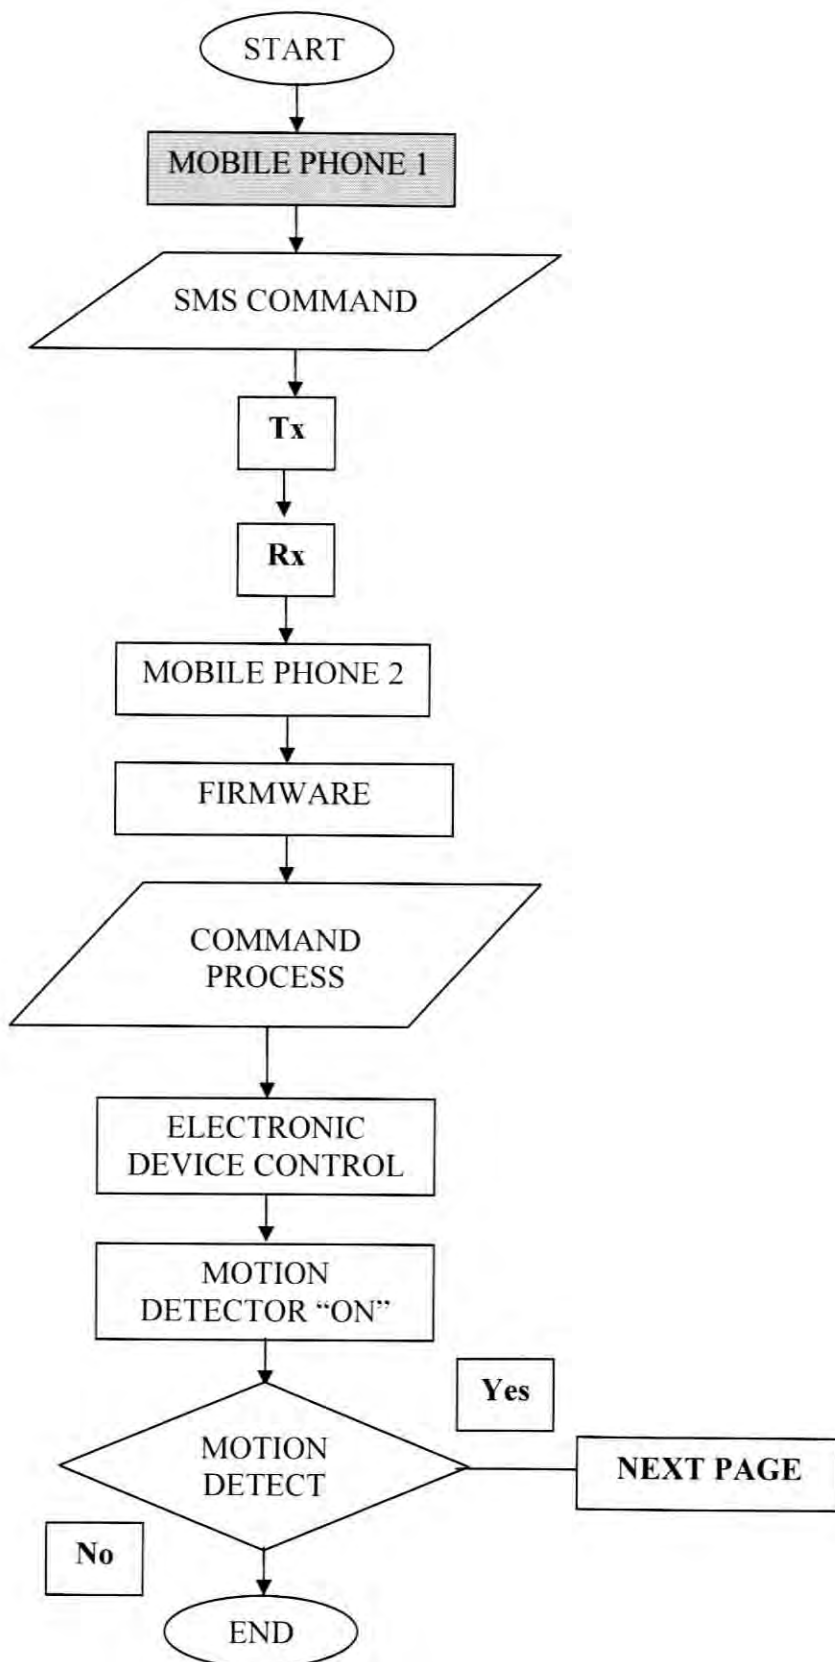 START
MOBILE PHONE 1
SMS COMMAND
Tx
Rx
MOBILE PHONE 2
FIRMWARE
COMMAND
PROCESS
ELECTRONIC
DEVICE CONTROL
MOTION
DETECTOR “ON”
Yes
MOTION
DETECT
NEXT PAGE
No
END